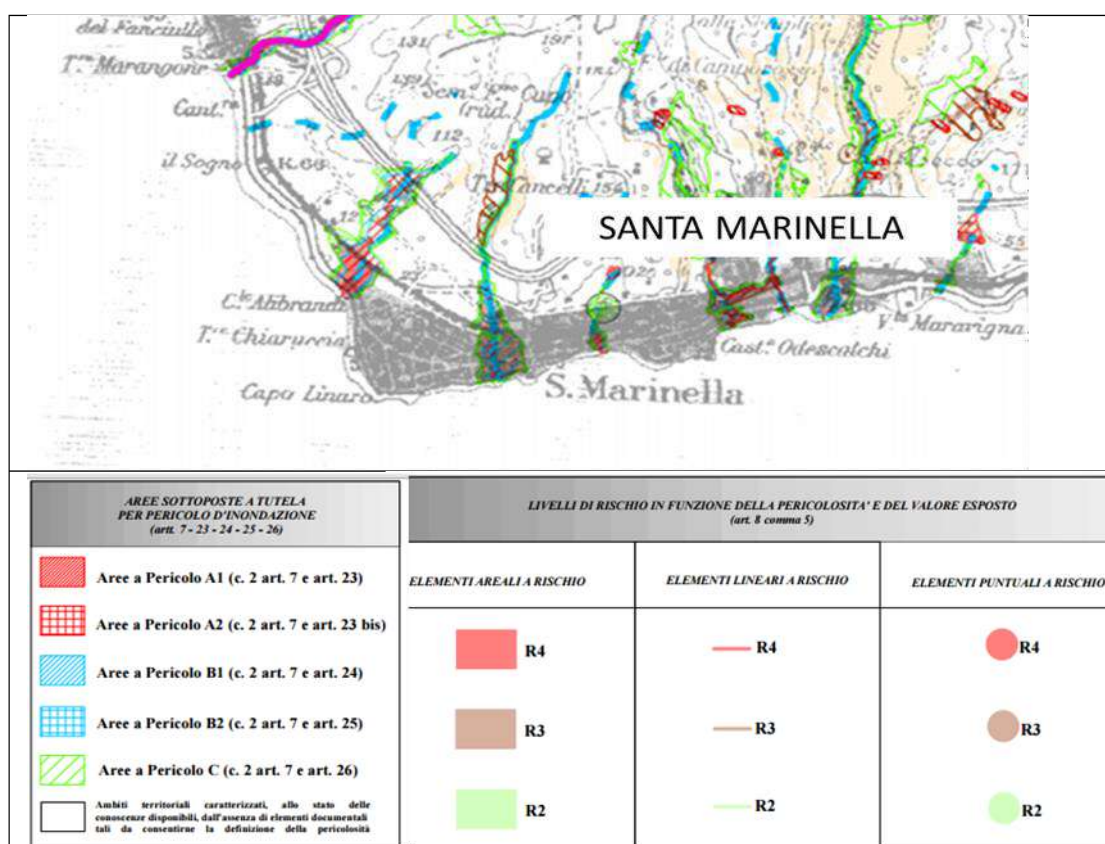 del Fanciullo
T.re Marangone
131
197
Cant.ra
112
il Sogno
K.66
SANTA MARINELLA
C.le Alibrandi
T.re Chiaruccia
Cast.o Odescalchi
V.la Maravigna
Capo Linaro
S. Marinella
AREE SOTTOPOSTE A TUTELA
PER PERICOLO D'INONDAZIONE
(artt. 7 - 23 - 24 - 25 - 26)
Aree a Pericolo A1 (c. 2 art. 7 e art. 23)
Aree a Pericolo A2 (c. 2 art. 7 e art. 23 bis)
Aree a Pericolo B1 (c. 2 art. 7 e art. 24)
Aree a Pericolo B2 (c. 2 art. 7 e art. 25)
Aree a Pericolo C (c. 2 art. 7 e art. 26)
Ambiti territoriali caratterizzati, allo stato delle
conoscenze disponibili, dall'assenza di elementi documentali
tali da consentirne la definizione della pericolosità
LIVELLI DI RISCHIO IN FUNZIONE DELLA PERICOLOSITA' E DEL VALORE ESPOSTO
(art. 8 comma 5)
ELEMENTI AREALI A RISCHIO
R4
R3
R2
ELEMENTI LINEARI A RISCHIO
R4
R3
R2
ELEMENTI PUNTUALI A RISCHIO
R4
R3
R2